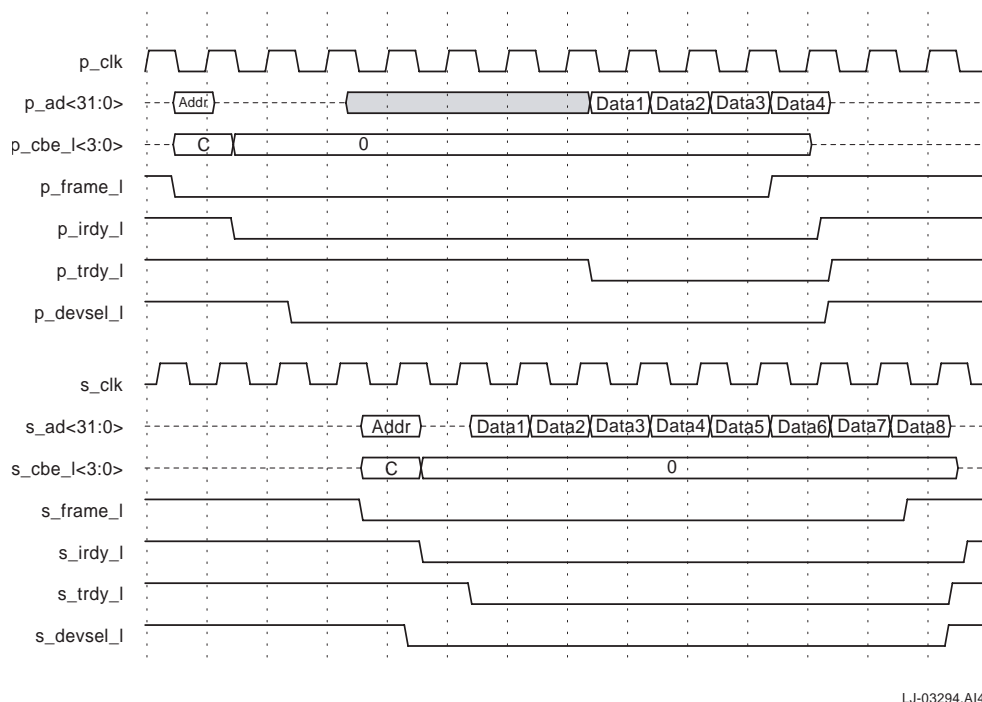 p_clk
p_ad<31:0> Addr Data1 Data2 Data3 Data4
p_cbe_l<3:0> C 0
p_frame_l
p_irdy_l
p_trdy_l
p_devsel_l
s_clk
s_ad<31:0> Addr Data1 Data2 Data3 Data4 Data5 Data6 Data7 Data8
s_cbe_l<3:0> C 0
s_frame_l
s_irdy_l
s_trdy_l
s_devsel_l
LJ-03294.AI4